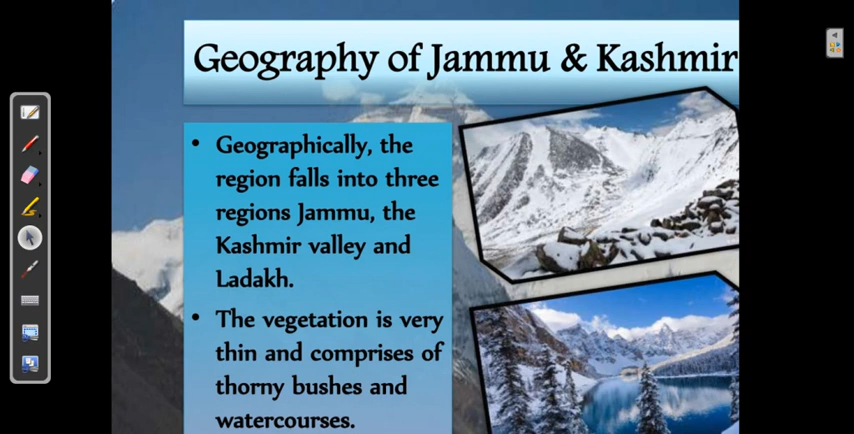 Geography of Jammu & Kashmir
• Geographically, the
region falls into three
regions Jammu, the
Kashmir valley and
Ladakh.
• The vegetation is very
thin and comprises of
thorny bushes and
watercourses.